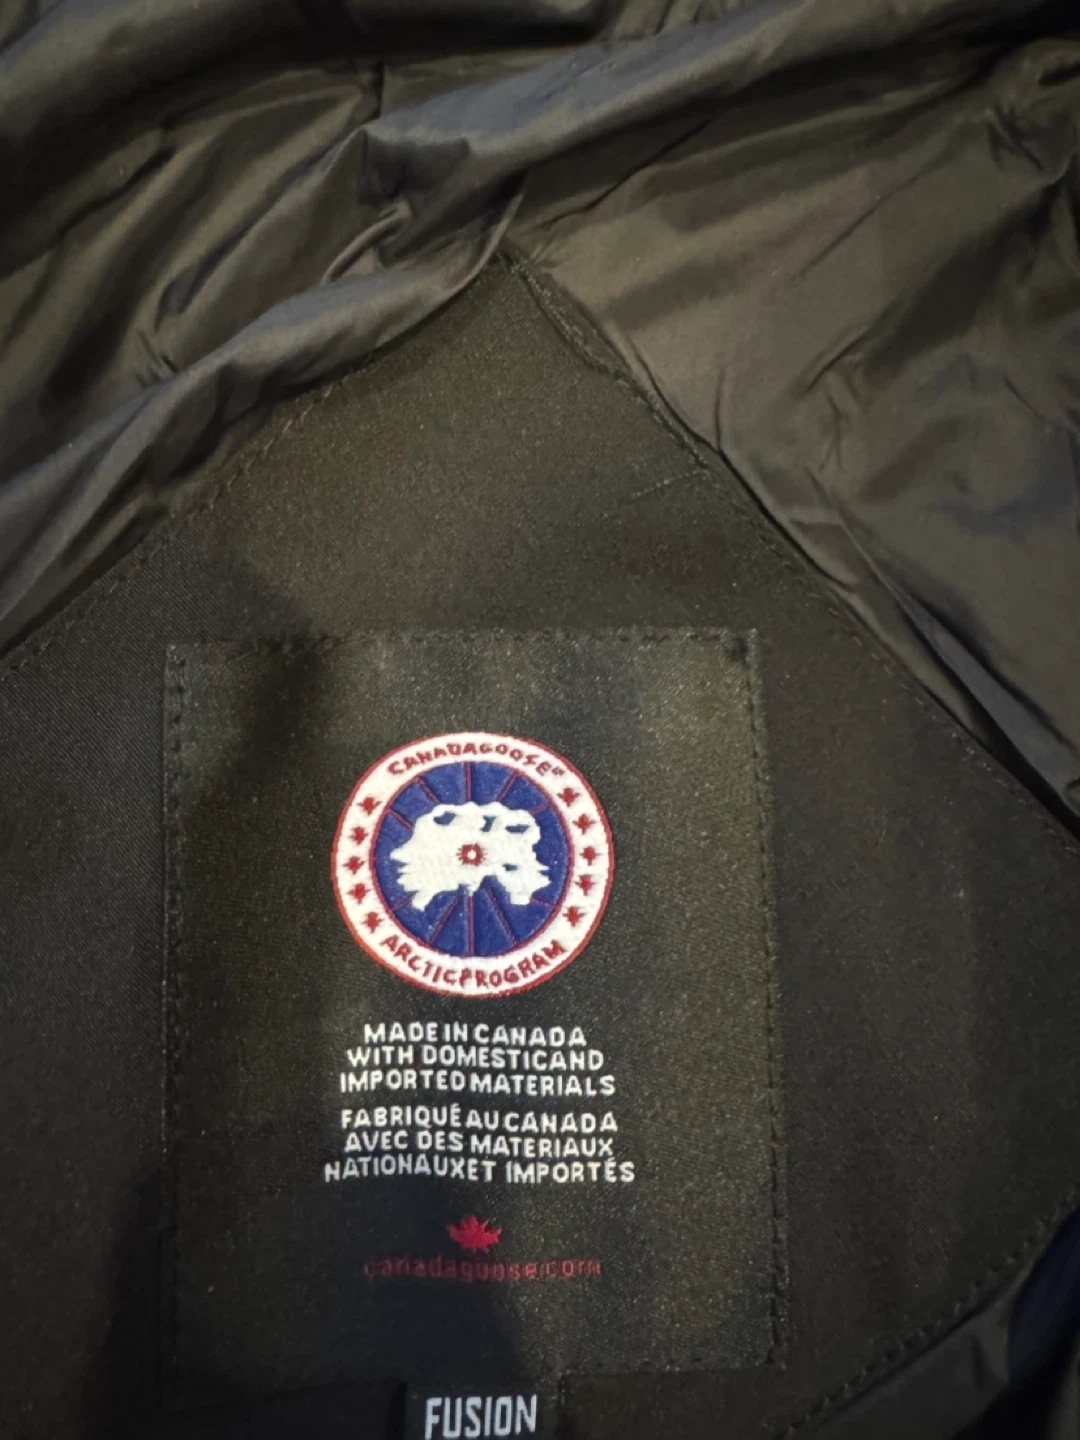 CANADA GOOSE
ARCTIC PROGRAM
MADE IN CANADA
WITH DOMESTIC AND
IMPORTED MATERIALS
FABRIQUÉ AU CANADA
AVEC DES MATERIAUX
NATIONAUX ET IMPORTÉS
canadagoose.com
FUSION